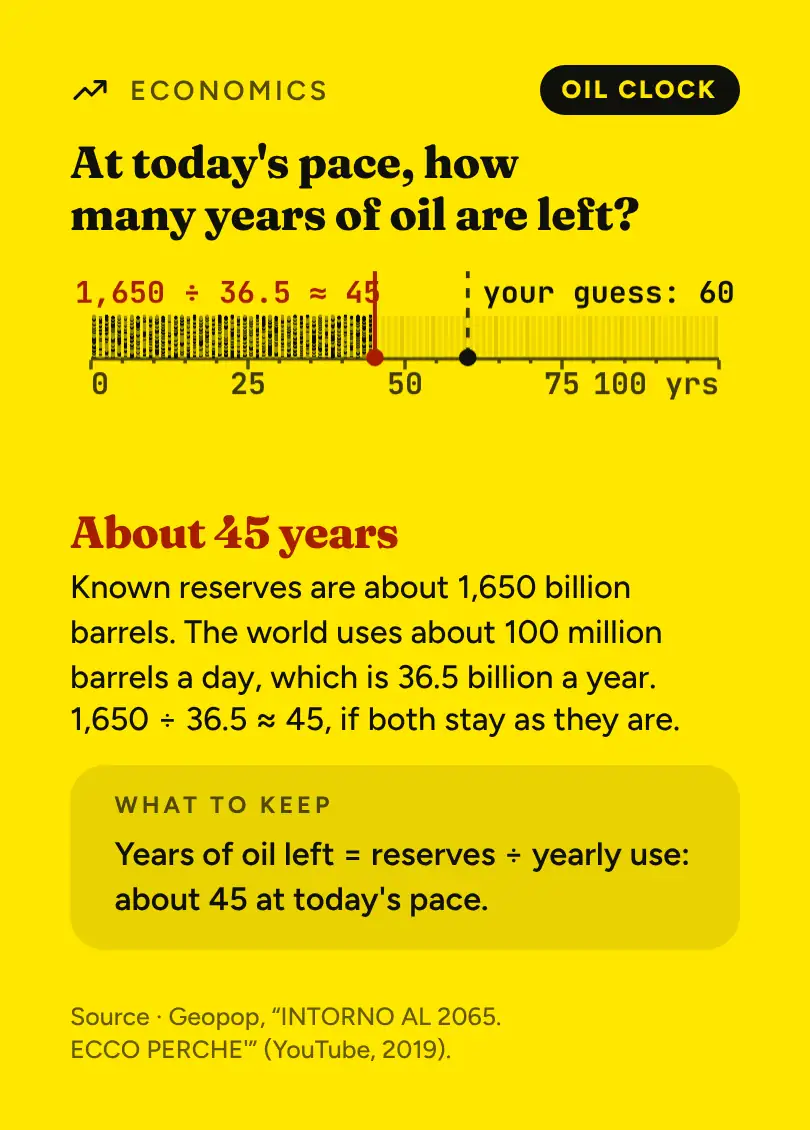 ECONOMICS
OIL CLOCK
At today's pace, how
many years of oil are left?
1,650 ÷ 36.5 ≈ 45
your guess: 60
0 25 50 75 100 yrs
About 45 years
Known reserves are about 1,650 billion
barrels. The world uses about 100 million
barrels a day, which is 36.5 billion a year.
1,650 ÷ 36.5 ≈ 45, if both stay as they are.
WHAT TO KEEP
Years of oil left = reserves ÷ yearly use:
about 45 at today's pace.
Source · Geopop, “INTORNO AL 2065.
ECCO PERCHE'” (YouTube, 2019).